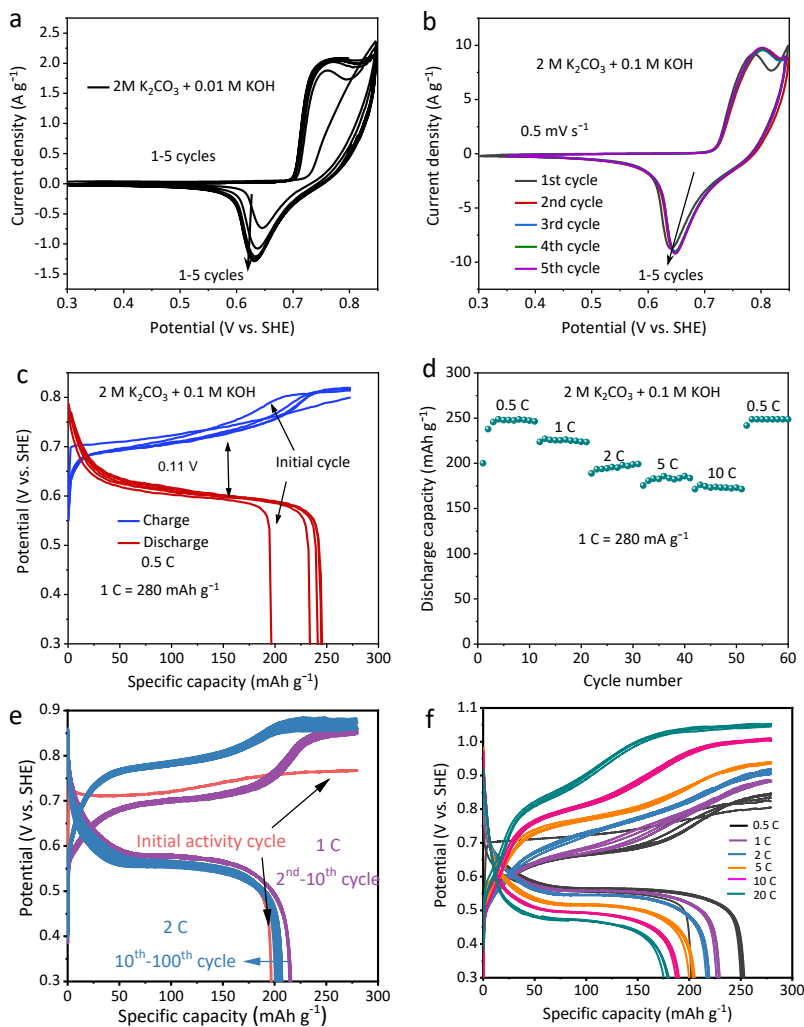 a
2M K₂CO₃ + 0.01 M KOH
1-5 cycles
1-5 cycles
Current density (A g⁻¹)
2.5
2.0
1.5
1.0
0.5
0.0
-0.5
-1.0
-1.5
0.3 0.4 0.5 0.6 0.7 0.8
Potential (V vs. SHE)
b
2 M K₂CO₃ + 0.1 M KOH
0.5 mV s⁻¹
1st cycle
2nd cycle
3rd cycle
4th cycle
5th cycle
1-5 cycles
Current density (A g⁻¹)
10
5
0
-5
-10
0.3 0.4 0.5 0.6 0.7 0.8
Potential (V vs. SHE)
c
2 M K₂CO₃ + 0.1 M KOH
Initial cycle
0.11 V
Charge
Discharge
0.5 C
1 C = 280 mAh g⁻¹
Potential (V vs. SHE)
0.8
0.7
0.6
0.5
0.4
0.3
0 50 100 150 200 250 300
Specific capacity (mAh g⁻¹)
d
2 M K₂CO₃ + 0.1 M KOH
0.5 C
1 C
2 C
5 C
10 C
0.5 C
1 C = 280 mA g⁻¹
Discharge capacity (mAh g⁻¹)
300
250
200
150
100
50
0
0 10 20 30 40 50 60
Cycle number
e
Initial activity cycle
1 C
2ⁿᵈ-10ᵗʰ cycle
2 C
10ᵗʰ-100ᵗʰ cycle
Potential (V vs. SHE)
0.9
0.8
0.7
0.6
0.5
0.4
0.3
0 50 100 150 200 250 300
Specific capacity (mAh g⁻¹)
f
0.5 C
1 C
2 C
5 C
10 C
20 C
Potential (V vs. SHE)
1.1
1.0
0.9
0.8
0.7
0.6
0.5
0.4
0.3
0 50 100 150 200 250 300
Specific capacity (mAh g⁻¹)